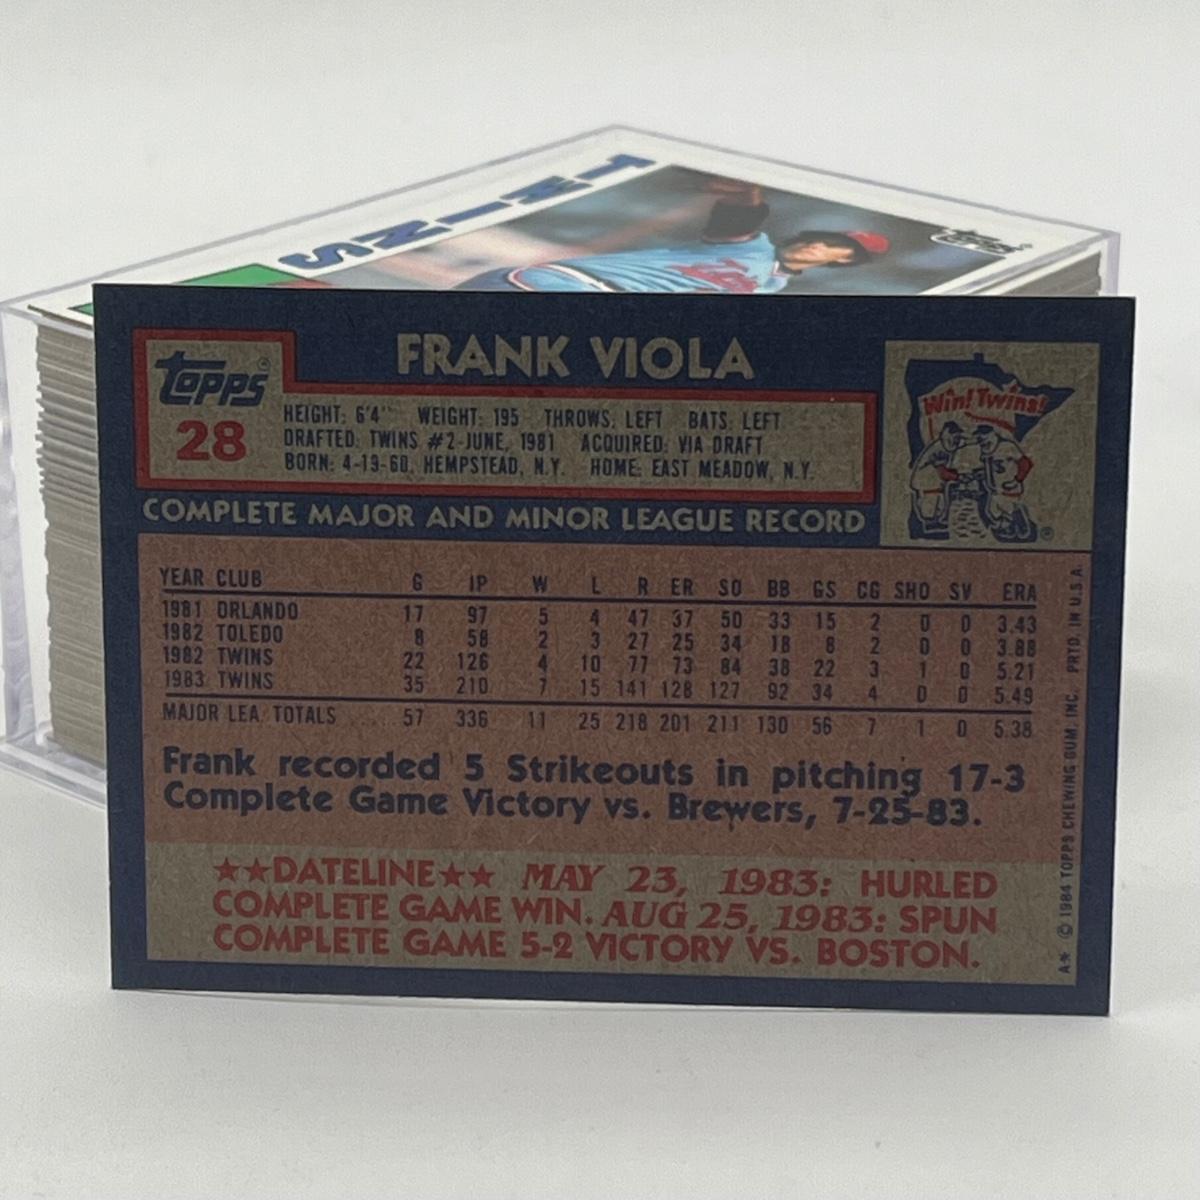 TWINS
Topps
Topps
28
FRANK VIOLA
HEIGHT: 6'4" WEIGHT: 195 THROWS: LEFT BATS: LEFT
DRAFTED: TWINS #2-JUNE, 1981 ACQUIRED: VIA DRAFT
BORN: 4-19-60, HEMPSTEAD, N.Y. HOME: EAST MEADOW, N.Y.
Win! Twins!
COMPLETE MAJOR AND MINOR LEAGUE RECORD
YEAR CLUB G IP W L R ER SO BB GS CG SHO SV ERA
1981 ORLANDO 17 97 5 4 47 37 50 33 15 2 0 0 3.43
1982 TOLEDO 8 58 2 3 27 25 34 18 8 2 0 0 3.88
1982 TWINS 22 126 4 10 77 73 84 38 22 3 1 0 5.21
1983 TWINS 35 210 7 15 141 128 127 92 34 4 0 0 5.49
MAJOR LEA. TOTALS 57 336 11 25 218 201 211 130 56 7 1 0 5.38
Frank recorded 5 Strikeouts in pitching 17-3
Complete Game Victory vs. Brewers, 7-25-83.
★★DATELINE★★ MAY 23, 1983: HURLED
COMPLETE GAME WIN. AUG 25, 1983: SPUN
COMPLETE GAME 5-2 VICTORY VS. BOSTON.
A* © 1984 TOPPS CHEWING GUM, INC. PRTD. IN U.S.A.